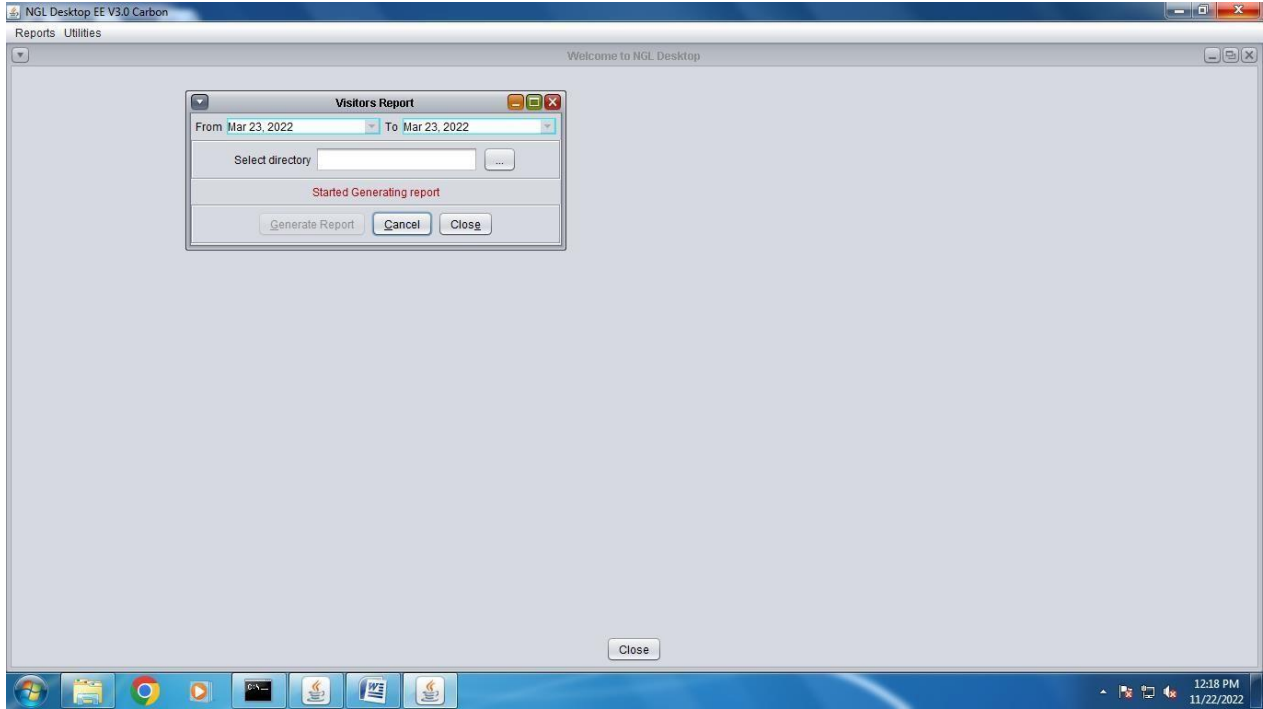 NGL Desktop EE V3.0 Carbon
Reports Utilities
Welcome to NGL Desktop
Visitors Report
From Mar 23, 2022 To Mar 23, 2022
Select directory ...
Started Generating report
Generate Report Cancel Close
Close
C:\_
W
12:18 PM
11/22/2022